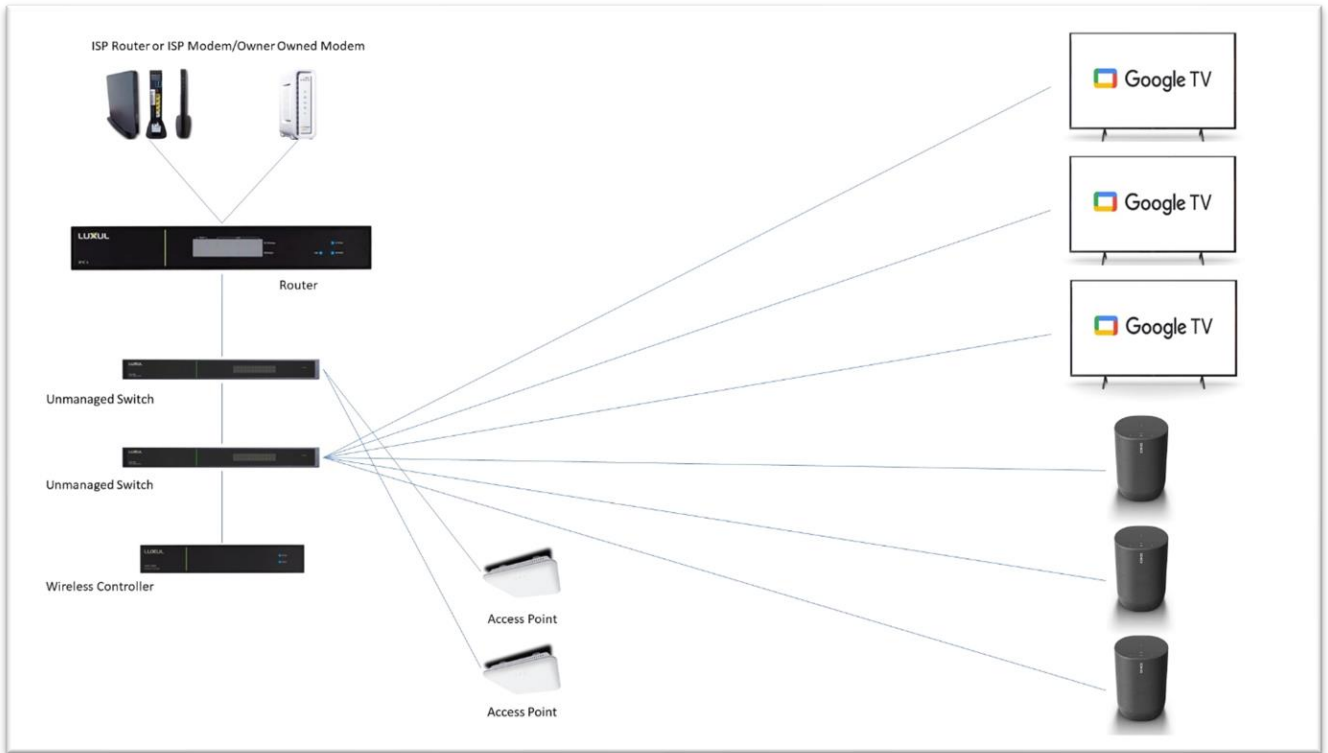 ISP Router or ISP Modem/Owner Owned Modem
LUXUL
Router
Unmanaged Switch
Unmanaged Switch
LUXUL
Wireless Controller
Access Point
Access Point
Google TV
Google TV
Google TV